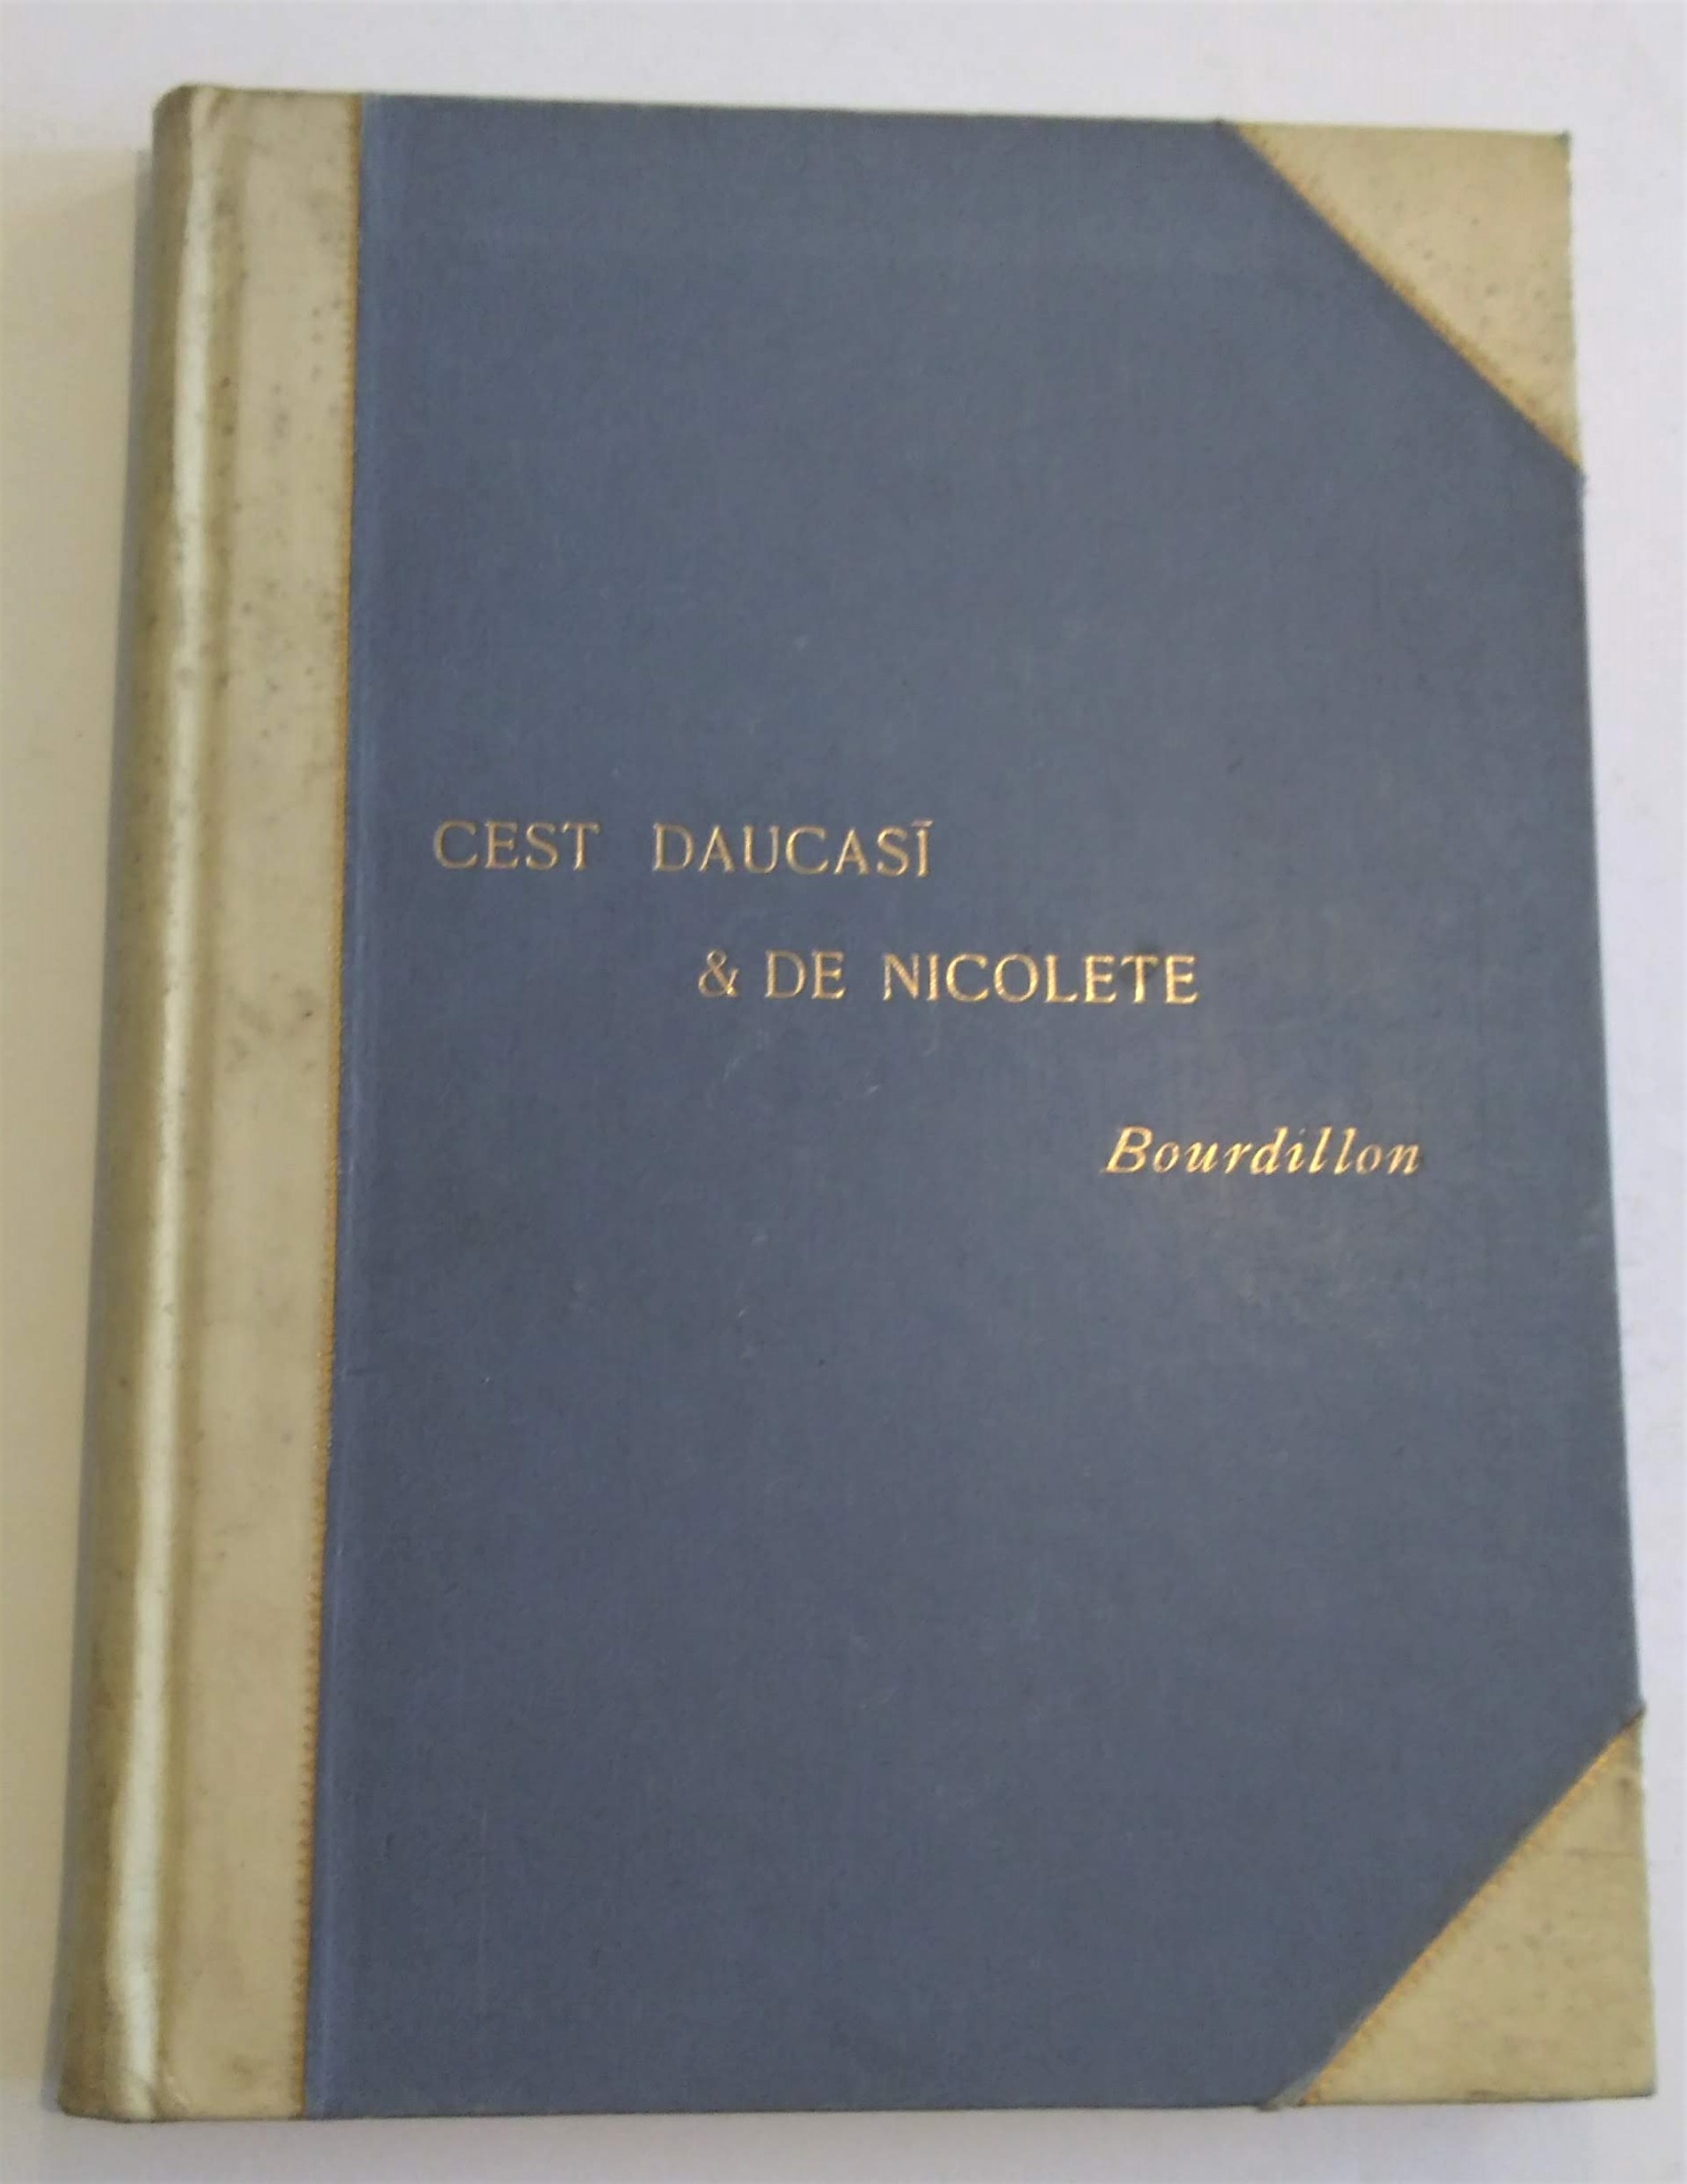 CEST DAUCASĪ
& DE NICOLETE
Bourdillon